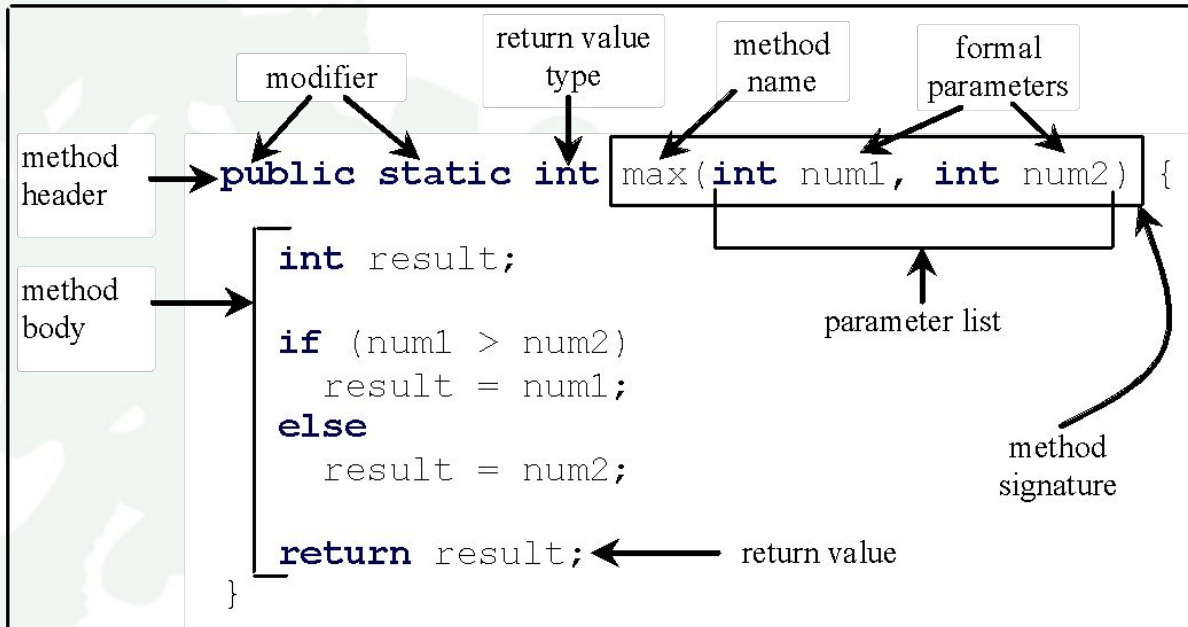 return value
type
method
name
formal
parameters
modifier
method
header
public static int max(int num1, int num2) {
int result;
method
body
parameter list
if (num1 > num2)
result = num1;
else
result = num2;
method
signature
return result;
return value
}